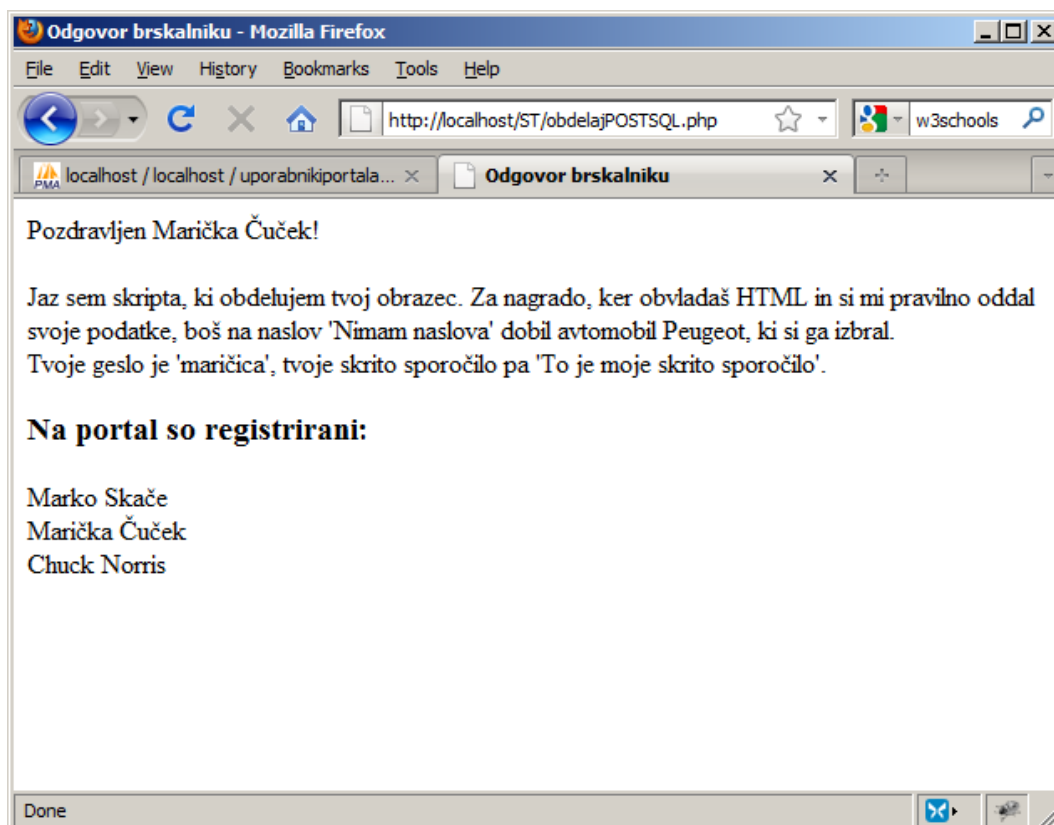 Odgovor brskalniku - Mozilla Firefox
File Edit View History Bookmarks Tools Help
http://localhost/ST/obdelajPOSTSQL.php w3schools
PMA localhost / localhost / uporabnikiportala... Odgovor brskalniku
Pozdravljen Marička Čuček!
Jaz sem skripta, ki obdelujem tvoj obrazec. Za nagrado, ker obvladaš HTML in si mi pravilno oddal
svoje podatke, boš na naslov 'Nimam naslova' dobil avtomobil Peugeot, ki si ga izbral.
Tvoje geslo je 'maričica', tvoje skrito sporočilo pa 'To je moje skrito sporočilo'.
Na portal so registrirani:
Marko Skače
Marička Čuček
Chuck Norris
Done